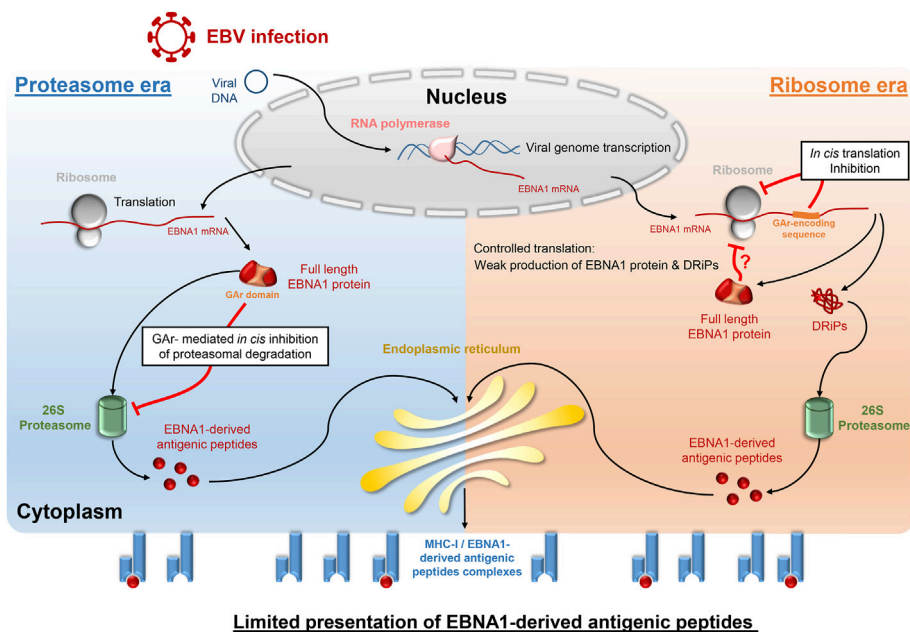 EBV infection
Proteasome era
Ribosome era
Viral
DNA
Nucleus
RNA polymerase
Viral genome transcription
EBNA1 mRNA
In cis translation
Inhibition
Ribosome
Translation
EBNA1 mRNA
Ribosome
EBNA1 mRNA
GAr-encoding
sequence
Controlled translation:
Weak production of EBNA1 protein & DRiPs
Full length
EBNA1 protein
GAr domain
?
Full length
EBNA1 protein
DRiPs
GAr- mediated in cis inhibition
of proteasomal degradation
Endoplasmic reticulum
26S
Proteasome
EBNA1-derived
antigenic peptides
26S
Proteasome
EBNA1-derived
antigenic peptides
Cytoplasm
MHC-I / EBNA1-
derived antigenic
peptides complexes
Limited presentation of EBNA1-derived antigenic peptides